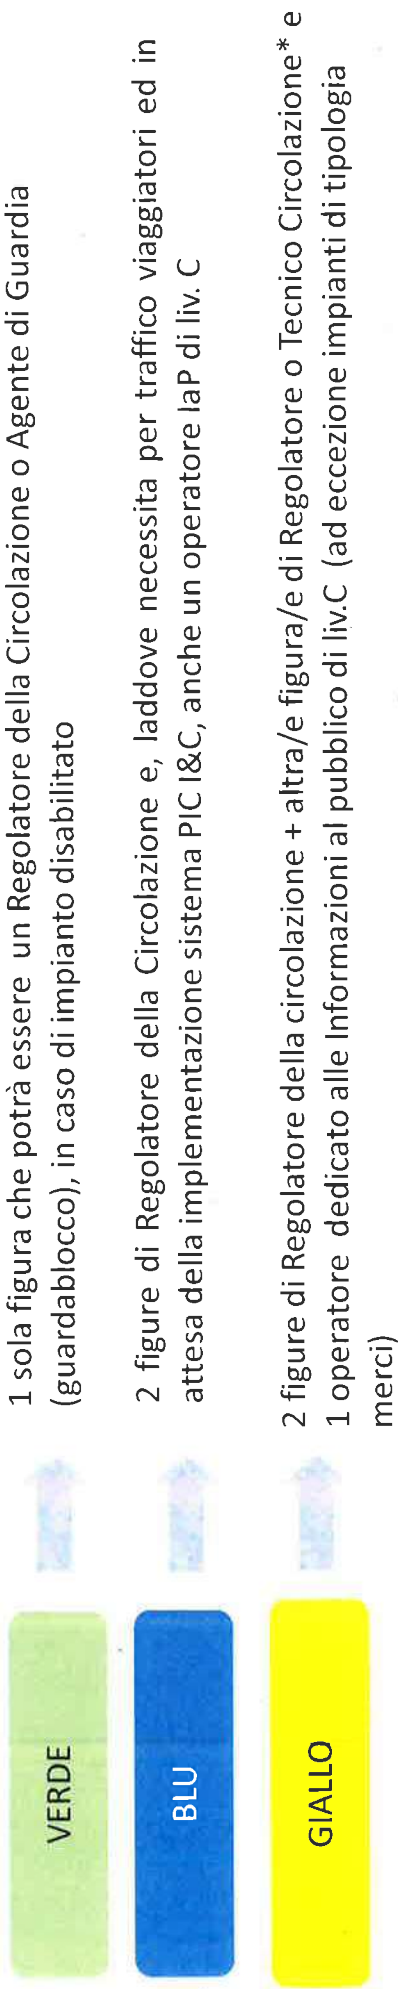 VERDE
1 sola figura che potrà essere un Regolatore della Circolazione o Agente di Guardia
(guardablocco), in caso di impianto disabilitato
BLU
2 figure di Regolatore della Circolazione e, laddove necessita per traffico viaggiatori ed in
attesa della implementazione sistema PIC I&C, anche un operatore IaP di liv. C
GIALLO
2 figure di Regolatore della circolazione + altra/e figura/e di Regolatore o Tecnico Circolazione* e
1 operatore dedicato alle Informazioni al pubblico di liv.C (ad eccezione impianti di tipologia
merci)